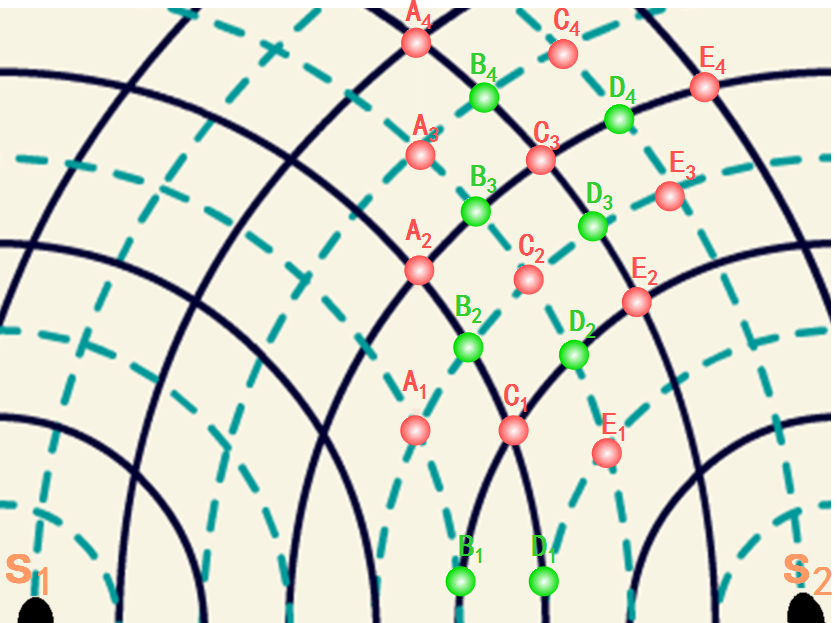 A₄
C₄
B₄
E₄
D₄
A₃
C₃
E₃
B₃
D₃
A₂
C₂
E₂
B₂
D₂
A₁
C₁
E₁
B₁
D₁
S₁
S₂